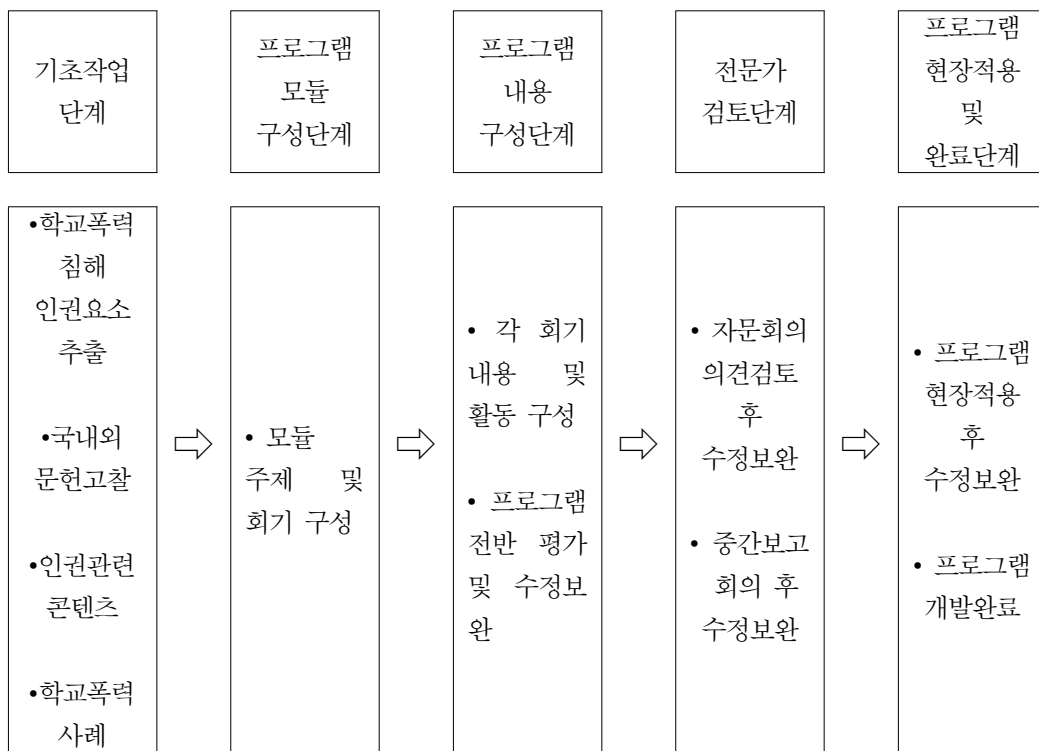 기초작업
단계
프로그램
모듈
구성단계
프로그램
내용
구성단계
전문가
검토단계
프로그램
현장적용
및
완료단계
•학교폭력
침해
인권요소
추출
•국내외
문헌고찰
•인권관련
콘텐츠
•학교폭력
사례
⇨
• 모듈
주제 및
회기 구성
⇨
• 각 회기
내용 및
활동 구성
• 프로그램
전반 평가
및 수정보
완
⇨
• 자문회의
의견검토
후
수정보완
• 중간보고
회의 후
수정보완
⇨
• 프로그램
현장적용
후
수정보완
• 프로그램
개발완료